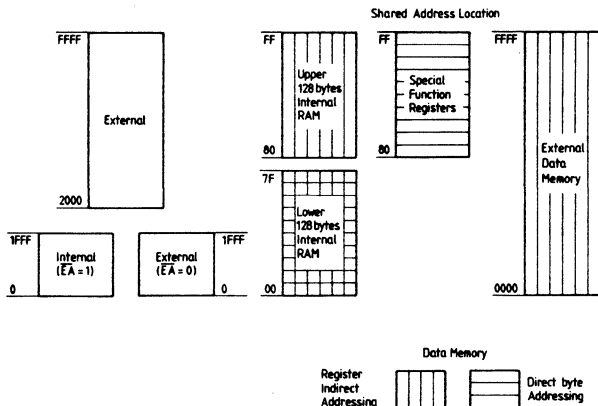 Shared Address Location
FFFF
External
2000
1FFF
Internal
(E̅A̅ = 1)
0
External
(E̅A̅ = 0)
1FFF
0
FF
Upper
128 bytes
Internal
RAM
80
7F
Lower
128 bytes
Internal
RAM
00
FF
Special
Function
Registers
80
FFFF
External
Data
Memory
0000
Data Memory
Register
Indirect
Addressing
Direct byte
Addressing